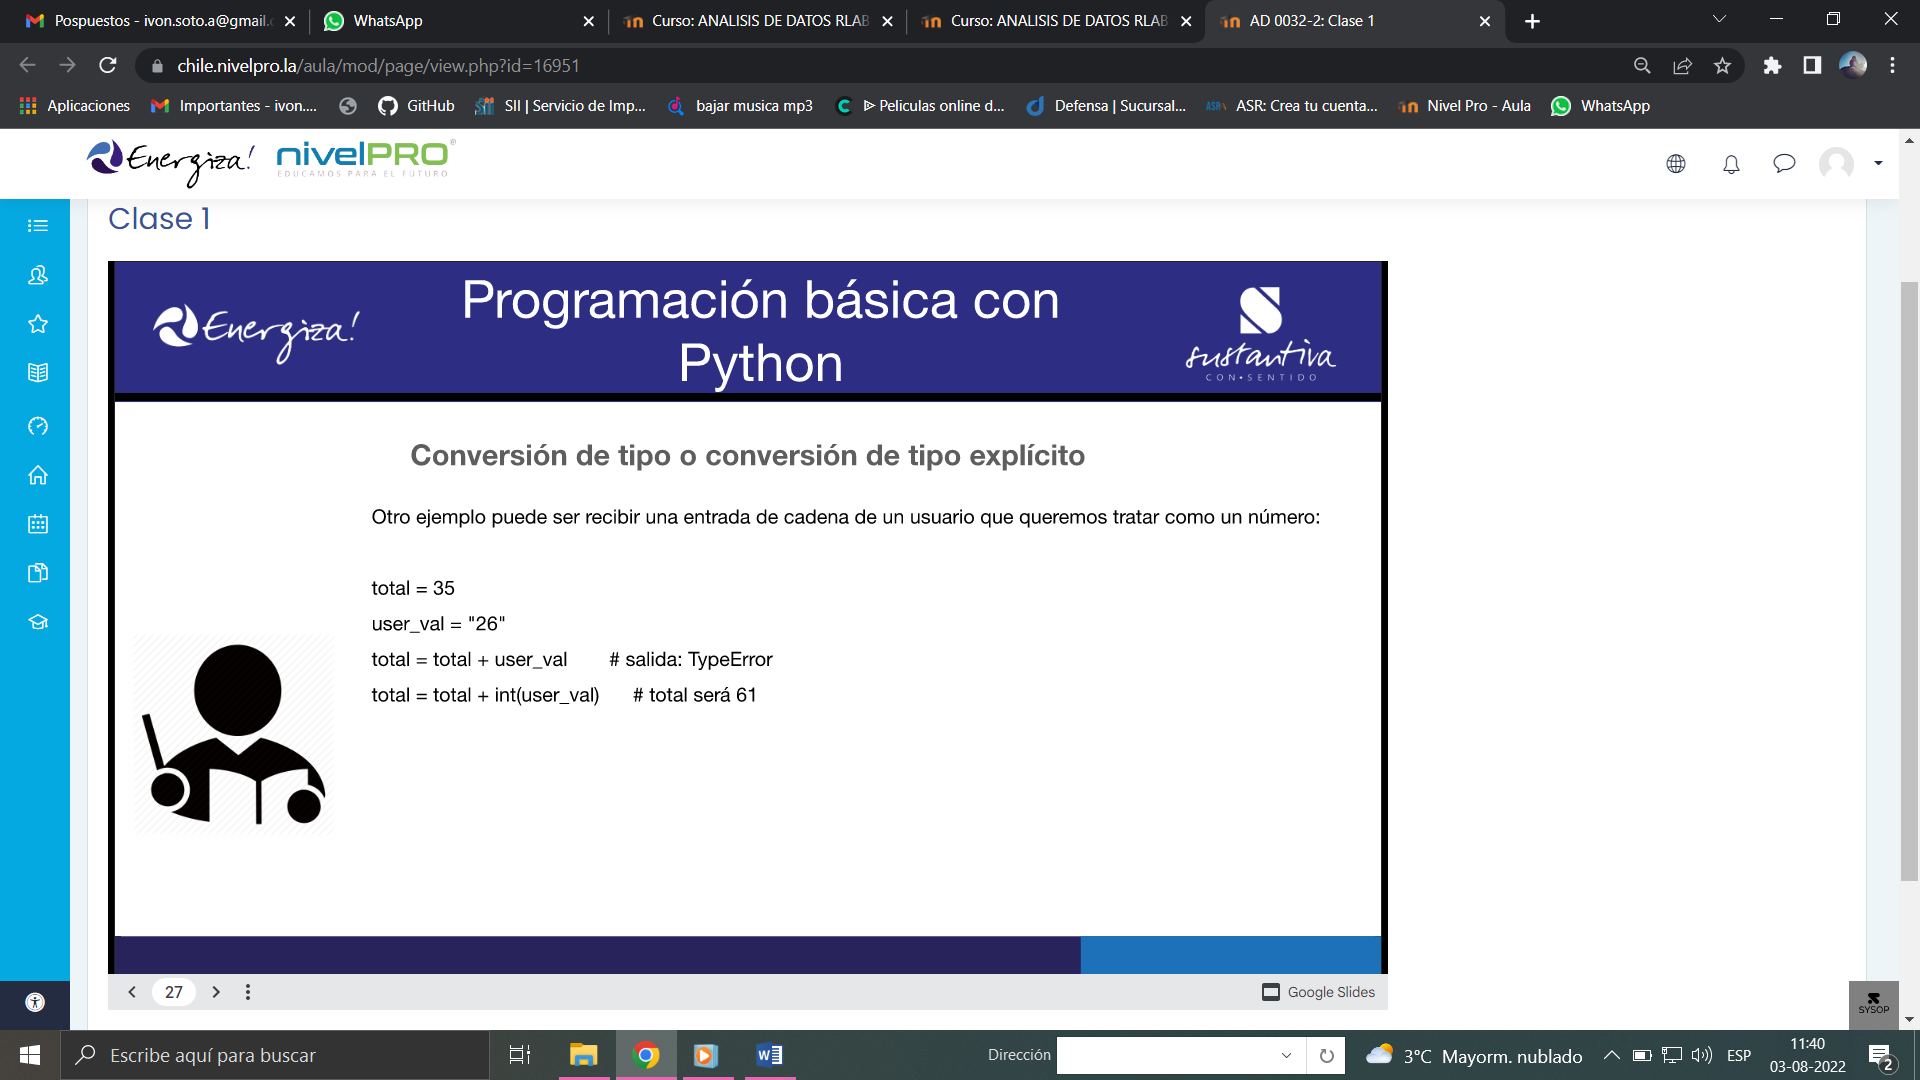 Pospuestos - ivon.soto.a@gmail.c
WhatsApp
Curso: ANALISIS DE DATOS RLAB
Curso: ANALISIS DE DATOS RLAB
AD 0032-2: Clase 1
chile.nivelpro.la/aula/mod/page/view.php?id=16951
Aplicaciones
Importantes - ivon....
GitHub
SII | Servicio de Imp...
bajar musica mp3
Peliculas online d...
Defensa | Sucursal...
ASR: Crea tu cuenta...
Nivel Pro - Aula
WhatsApp
Energiza!
nivelPRO
EDUCAMOS PARA EL FUTURO
Clase 1
Energiza!
Programación básica con
Python
sustantiva
CON•SENTIDO
Conversión de tipo o conversión de tipo explícito
Otro ejemplo puede ser recibir una entrada de cadena de un usuario que queremos tratar como un número:
total = 35
user_val = "26"
total = total + user_val # salida: TypeError
total = total + int(user_val) # total será 61
27
Google Slides
SYSOP
Escribe aquí para buscar
Dirección
3°C Mayorm. nublado
ESP
11:40
03-08-2022
2